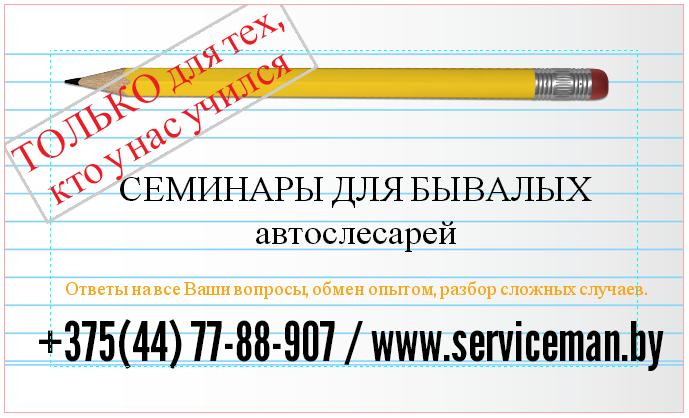 ТОЛЬКО для тех,
кто у нас учился
СЕМИНАРЫ ДЛЯ БЫВАЛЫХ
автослесарей
Ответы на все Ваши вопросы, обмен опытом, разбор сложных случаев.
+375(44) 77-88-907 / www.serviceman.by